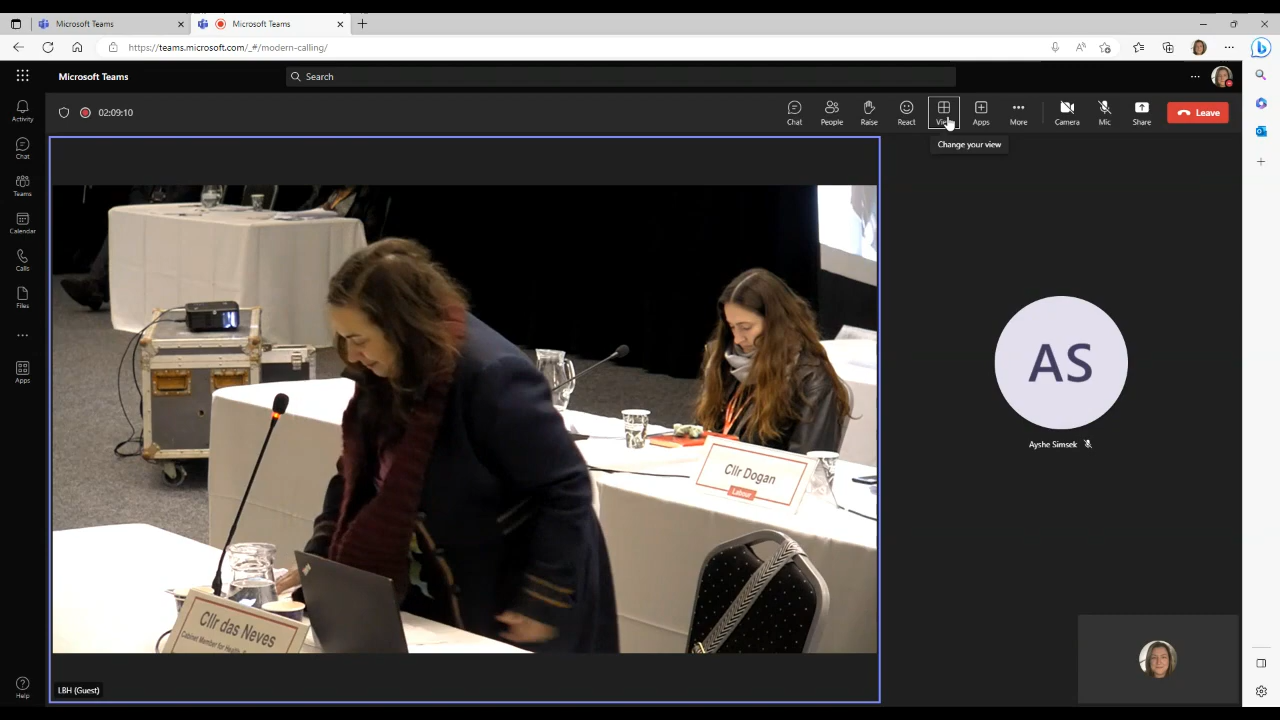 Microsoft Teams
Microsoft Teams
https://teams.microsoft.com/_#/modern-calling/
Microsoft Teams
Search
02:09:10
Chat
People
Raise
React
View
Apps
More
Camera
Mic
Share
Leave
Change your view
Activity
Chat
Teams
Calendar
Calls
Files
Apps
Help
Cllr Dogan
Labour
Cllr das Neves
Cabinet Member for Health,
LBH (Guest)
AS
Ayshe Simsek